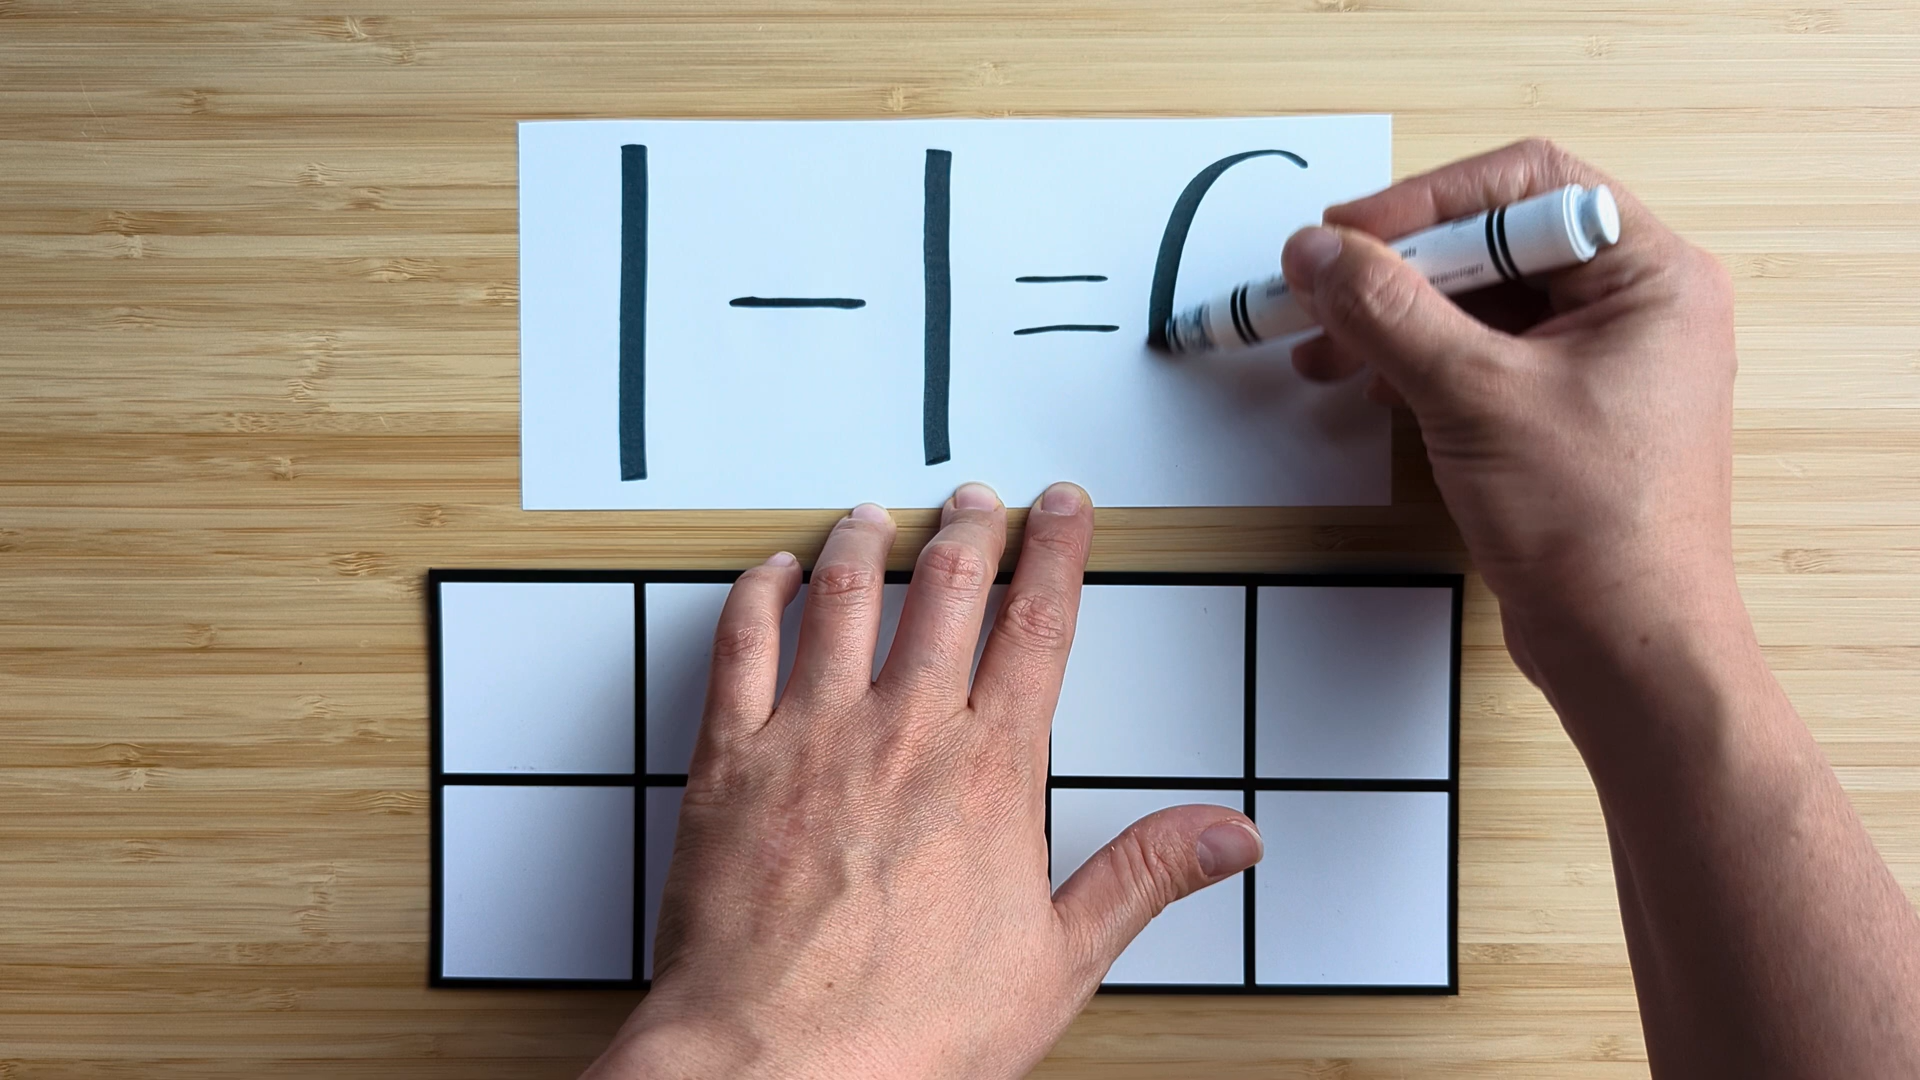 1 - 1 =